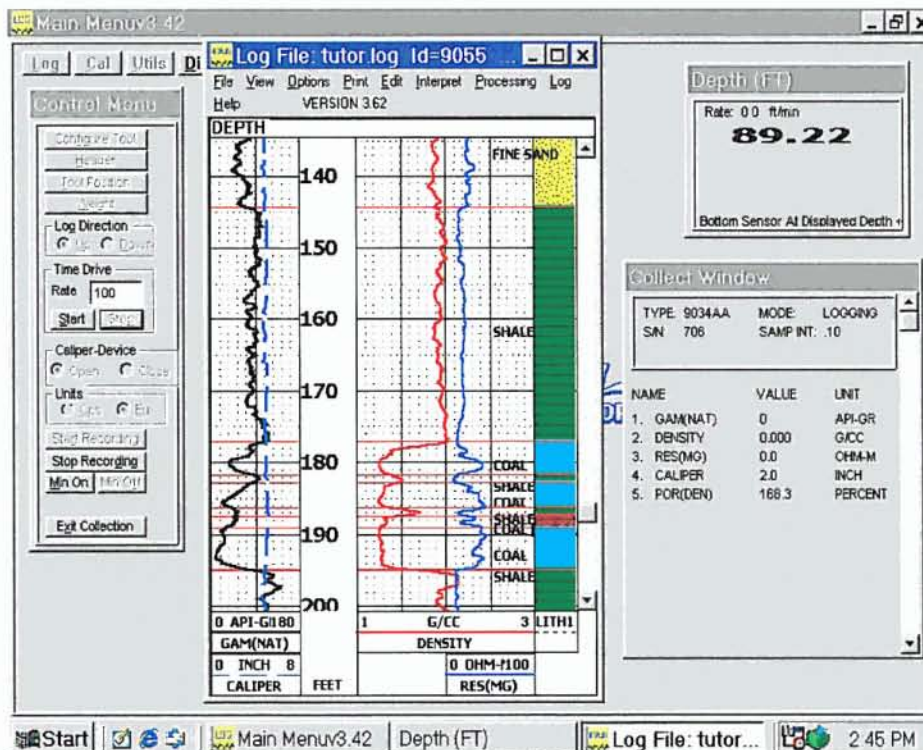 Main Menuv3.42
Log Cal Utils Di
Control Menu
Configure Tool
Header
Tool Position
Weight
Log Direction
Up Down
Time Drive
Rate 100
Start Stop
Caliper-Device
Open Close
Units
Cps Eu
Start Recording
Stop Recording
Min On Min Off
Exit Collection
Log File: tutor.log Id=9055 ...
File View Options Print Edit Interpret Processing Log
Help VERSION 3.62
DEPTH
FINE SAND
140
150
160
SHALE
170
180
COAL
SHALE
COAL
SHALE
190
COAL
COAL
SHALE
200
0 API-G 180
1 G/CC 3
LITH1
GAM(NAT)
DENSITY
0 INCH 8
0 OHM-M 100
CALIPER
FEET
RES(MG)
Depth (FT)
Rate: 0.0 ft/min
89.22
Bottom Sensor At Displayed Depth
Collect Window
TYPE: 9034AA MODE: LOGGING
S/N 706 SAMP INT: .10
NAME VALUE UNIT
1. GAM(NAT) 0 API-GR
2. DENSITY 0.000 G/CC
3. RES(MG) 0.0 OHM-M
4. CALIPER 2.0 INCH
5. POR(DEN) 168.3 PERCENT
Start
Main Menuv3.42
Depth (FT)
Log File: tutor...
2:45 PM